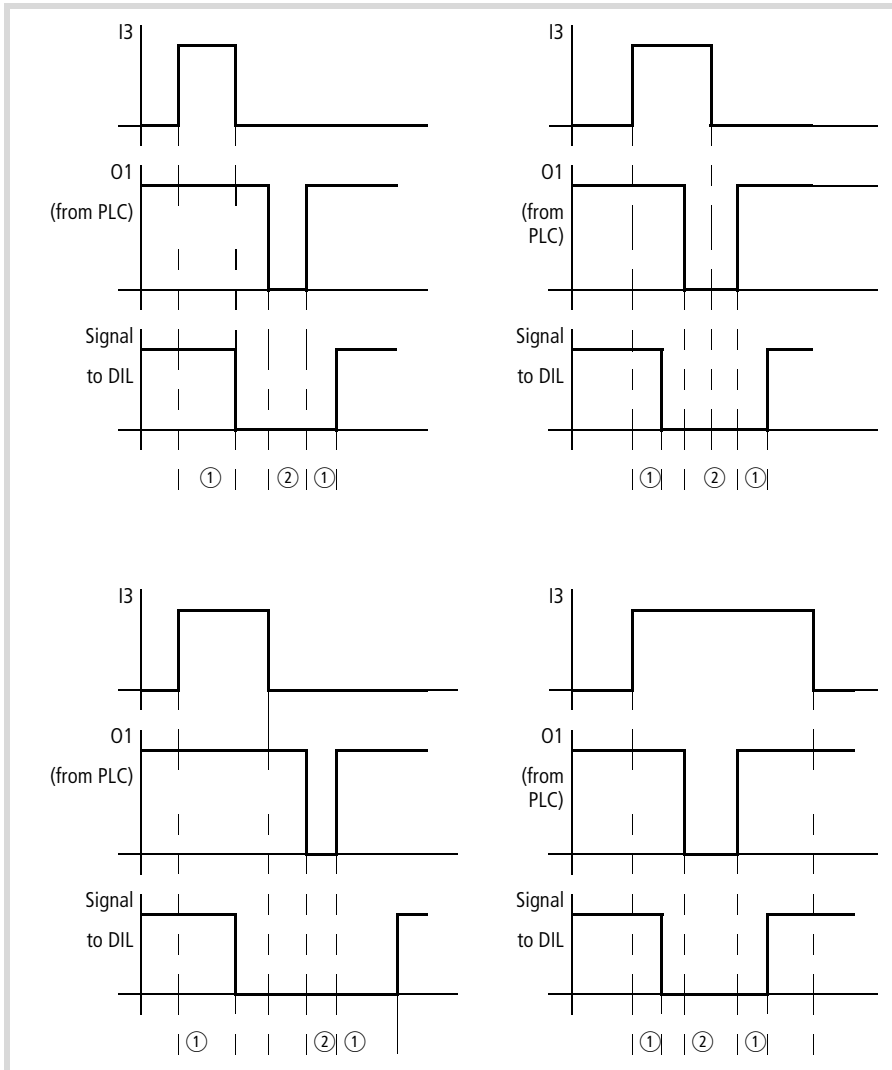 I3
O1
(from PLC)
Signal
to DIL
① ② ①
I3
O1
(from
PLC)
Signal
to DIL
① ② ①
I3
O1
(from PLC)
Signal
to DIL
① ② ①
I3
O1
(from
PLC)
Signal
to DIL
① ② ①